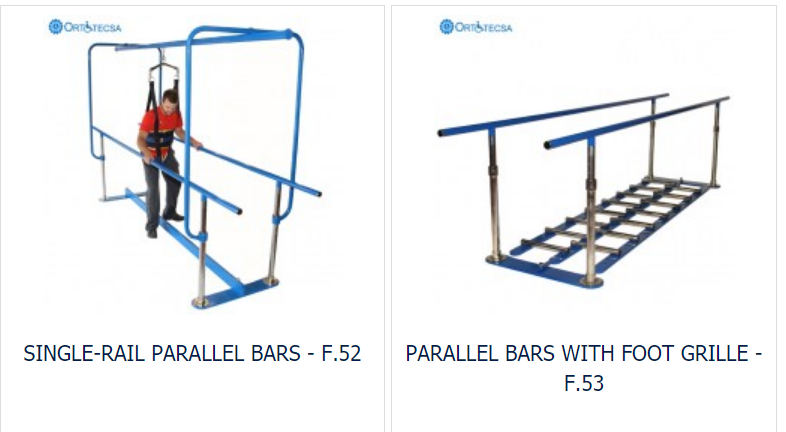 ORTOTECSA
ORTOTECSA
SINGLE-RAIL PARALLEL BARS - F.52
PARALLEL BARS WITH FOOT GRILLE -
F.53